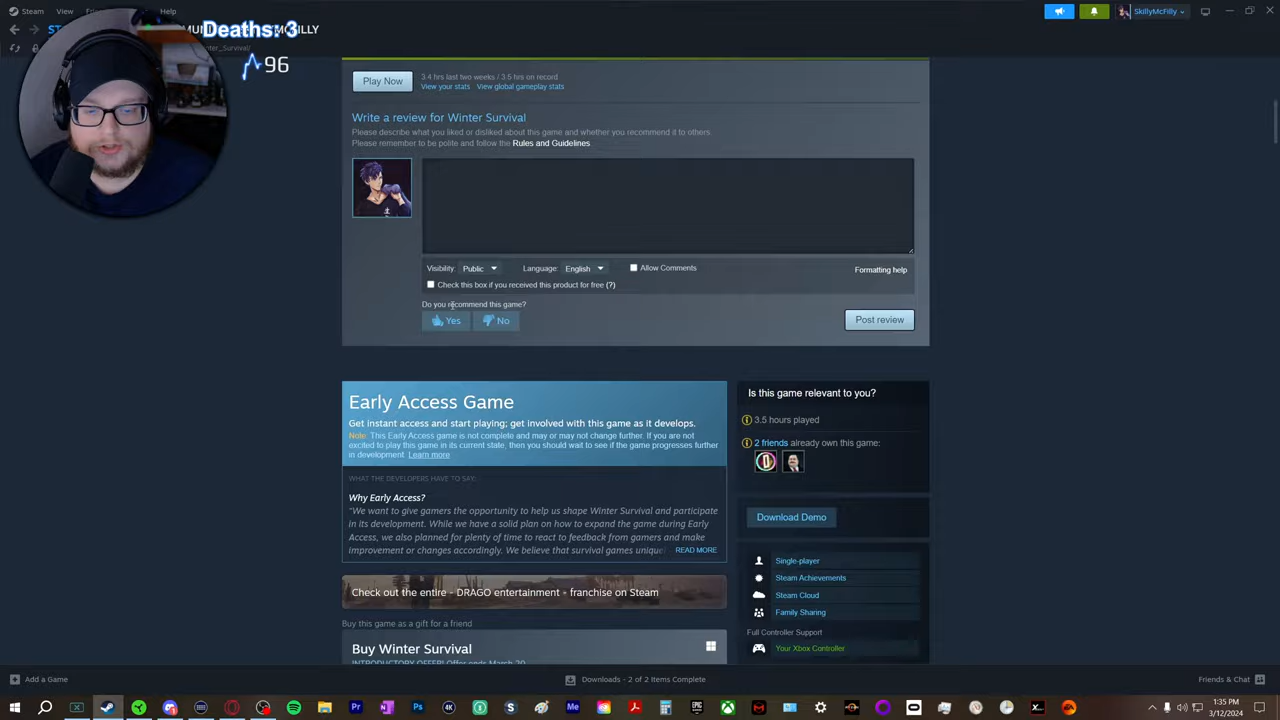 Steam View Friends Help
SkillyMcFilly
Deaths: 3
96
inter_Survival/
Play Now
3.4 hrs last two weeks / 3.5 hrs on record
View your stats View global gameplay stats
Write a review for Winter Survival
Please describe what you liked or disliked about this game and whether you recommend it to others.
Please remember to be polite and follow the Rules and Guidelines.
Visibility: Public Language: English Allow Comments Formatting help
Check this box if you received this product for free (?)
Do you recommend this game?
Yes No Post review
Early Access Game
Get instant access and start playing; get involved with this game as it develops.
Note: This Early Access game is not complete and may or may not change further. If you are
not excited to play this game in its current state, then you should wait to see if the game progresses further
in development. Learn more
WHAT THE DEVELOPERS HAVE TO SAY:
Why Early Access?
"We want to give gamers the opportunity to help us shape Winter Survival and participate
in its development. While we have a solid plan on how to expand the game during Early
Access, we also planned for plenty of time to react to feedback from gamers and make
improvement or changes accordingly. We believe that survival games unique READ MORE
Is this game relevant to you?
3.5 hours played
2 friends already own this game:
Download Demo
Single-player
Steam Achievements
Steam Cloud
Family Sharing
Full Controller Support
Your Xbox Controller
Check out the entire - DRAGO entertainment - franchise on Steam
Buy this game as a gift for a friend
Buy Winter Survival
INTRODUCTORY OFFER! Offer ends March 20
Add a Game Downloads - 2 of 2 Items Complete Friends & Chat
1:35 PM
3/12/2024